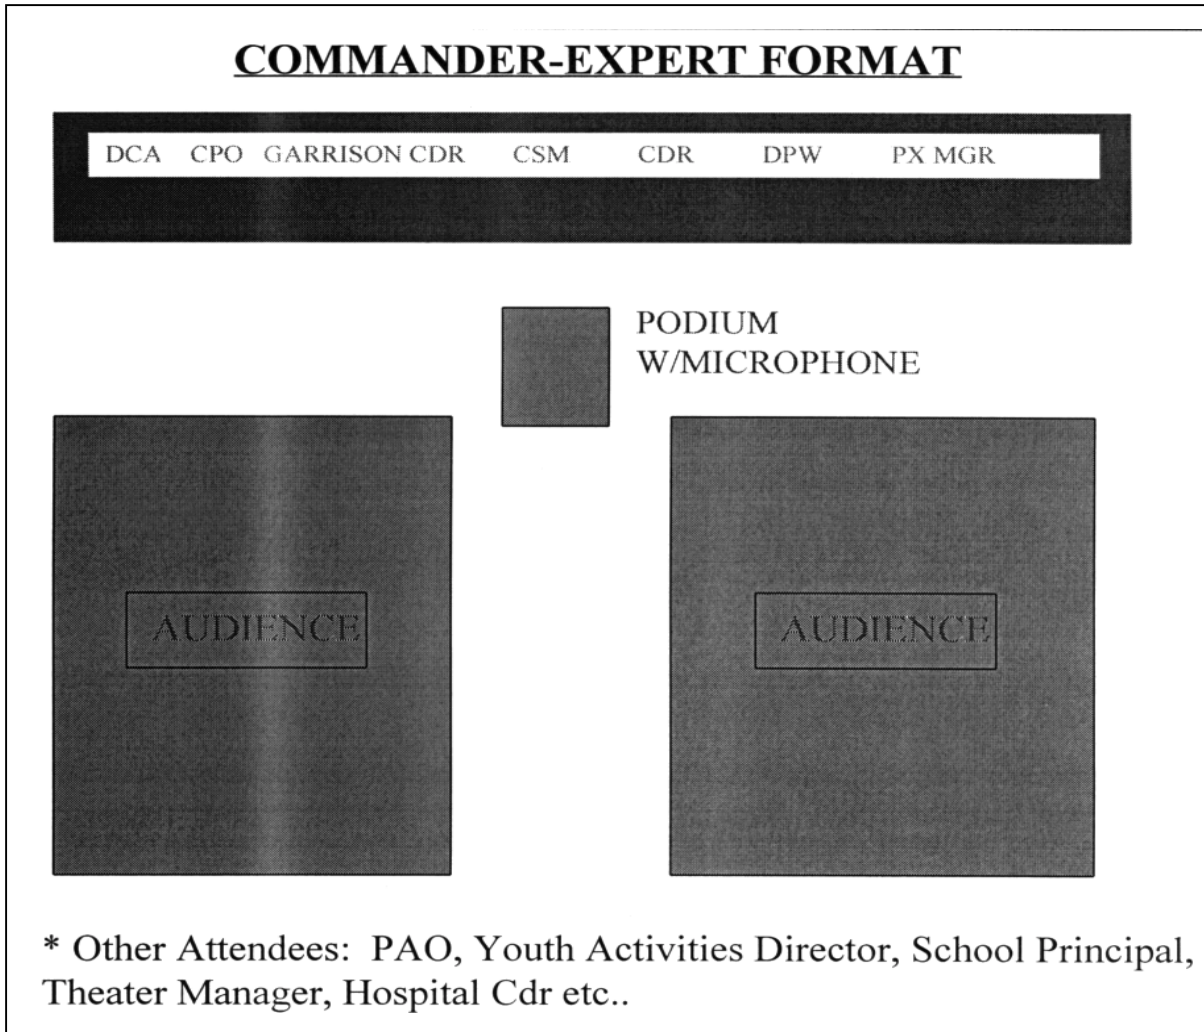 COMMANDER-EXPERT FORMAT
DCA CPO GARRISON CDR CSM CDR DPW PX MGR
PODIUM
W/MICROPHONE
AUDIENCE AUDIENCE
* Other Attendees: PAO, Youth Activities Director, School Principal,
Theater Manager, Hospital Cdr etc..